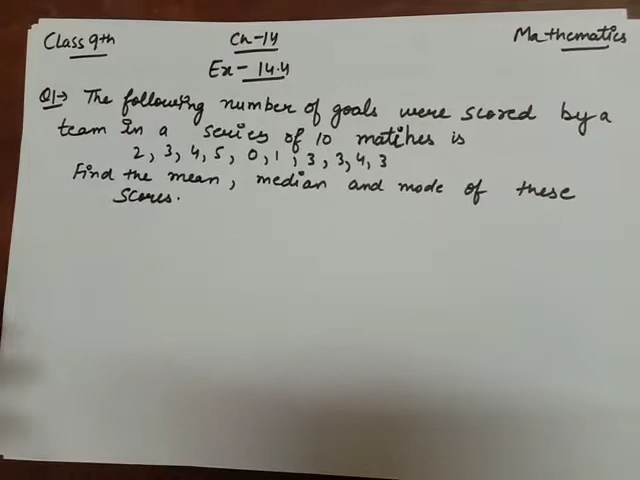 Class 9th
Ch-14
Mathematics
Ex- 14.4
Q1→ The following number of goals were scored by a
team in a series of 10 matches is
2, 3, 4, 5, 0, 1, 3, 3, 4, 3
Find the mean, median and mode of these
scores.